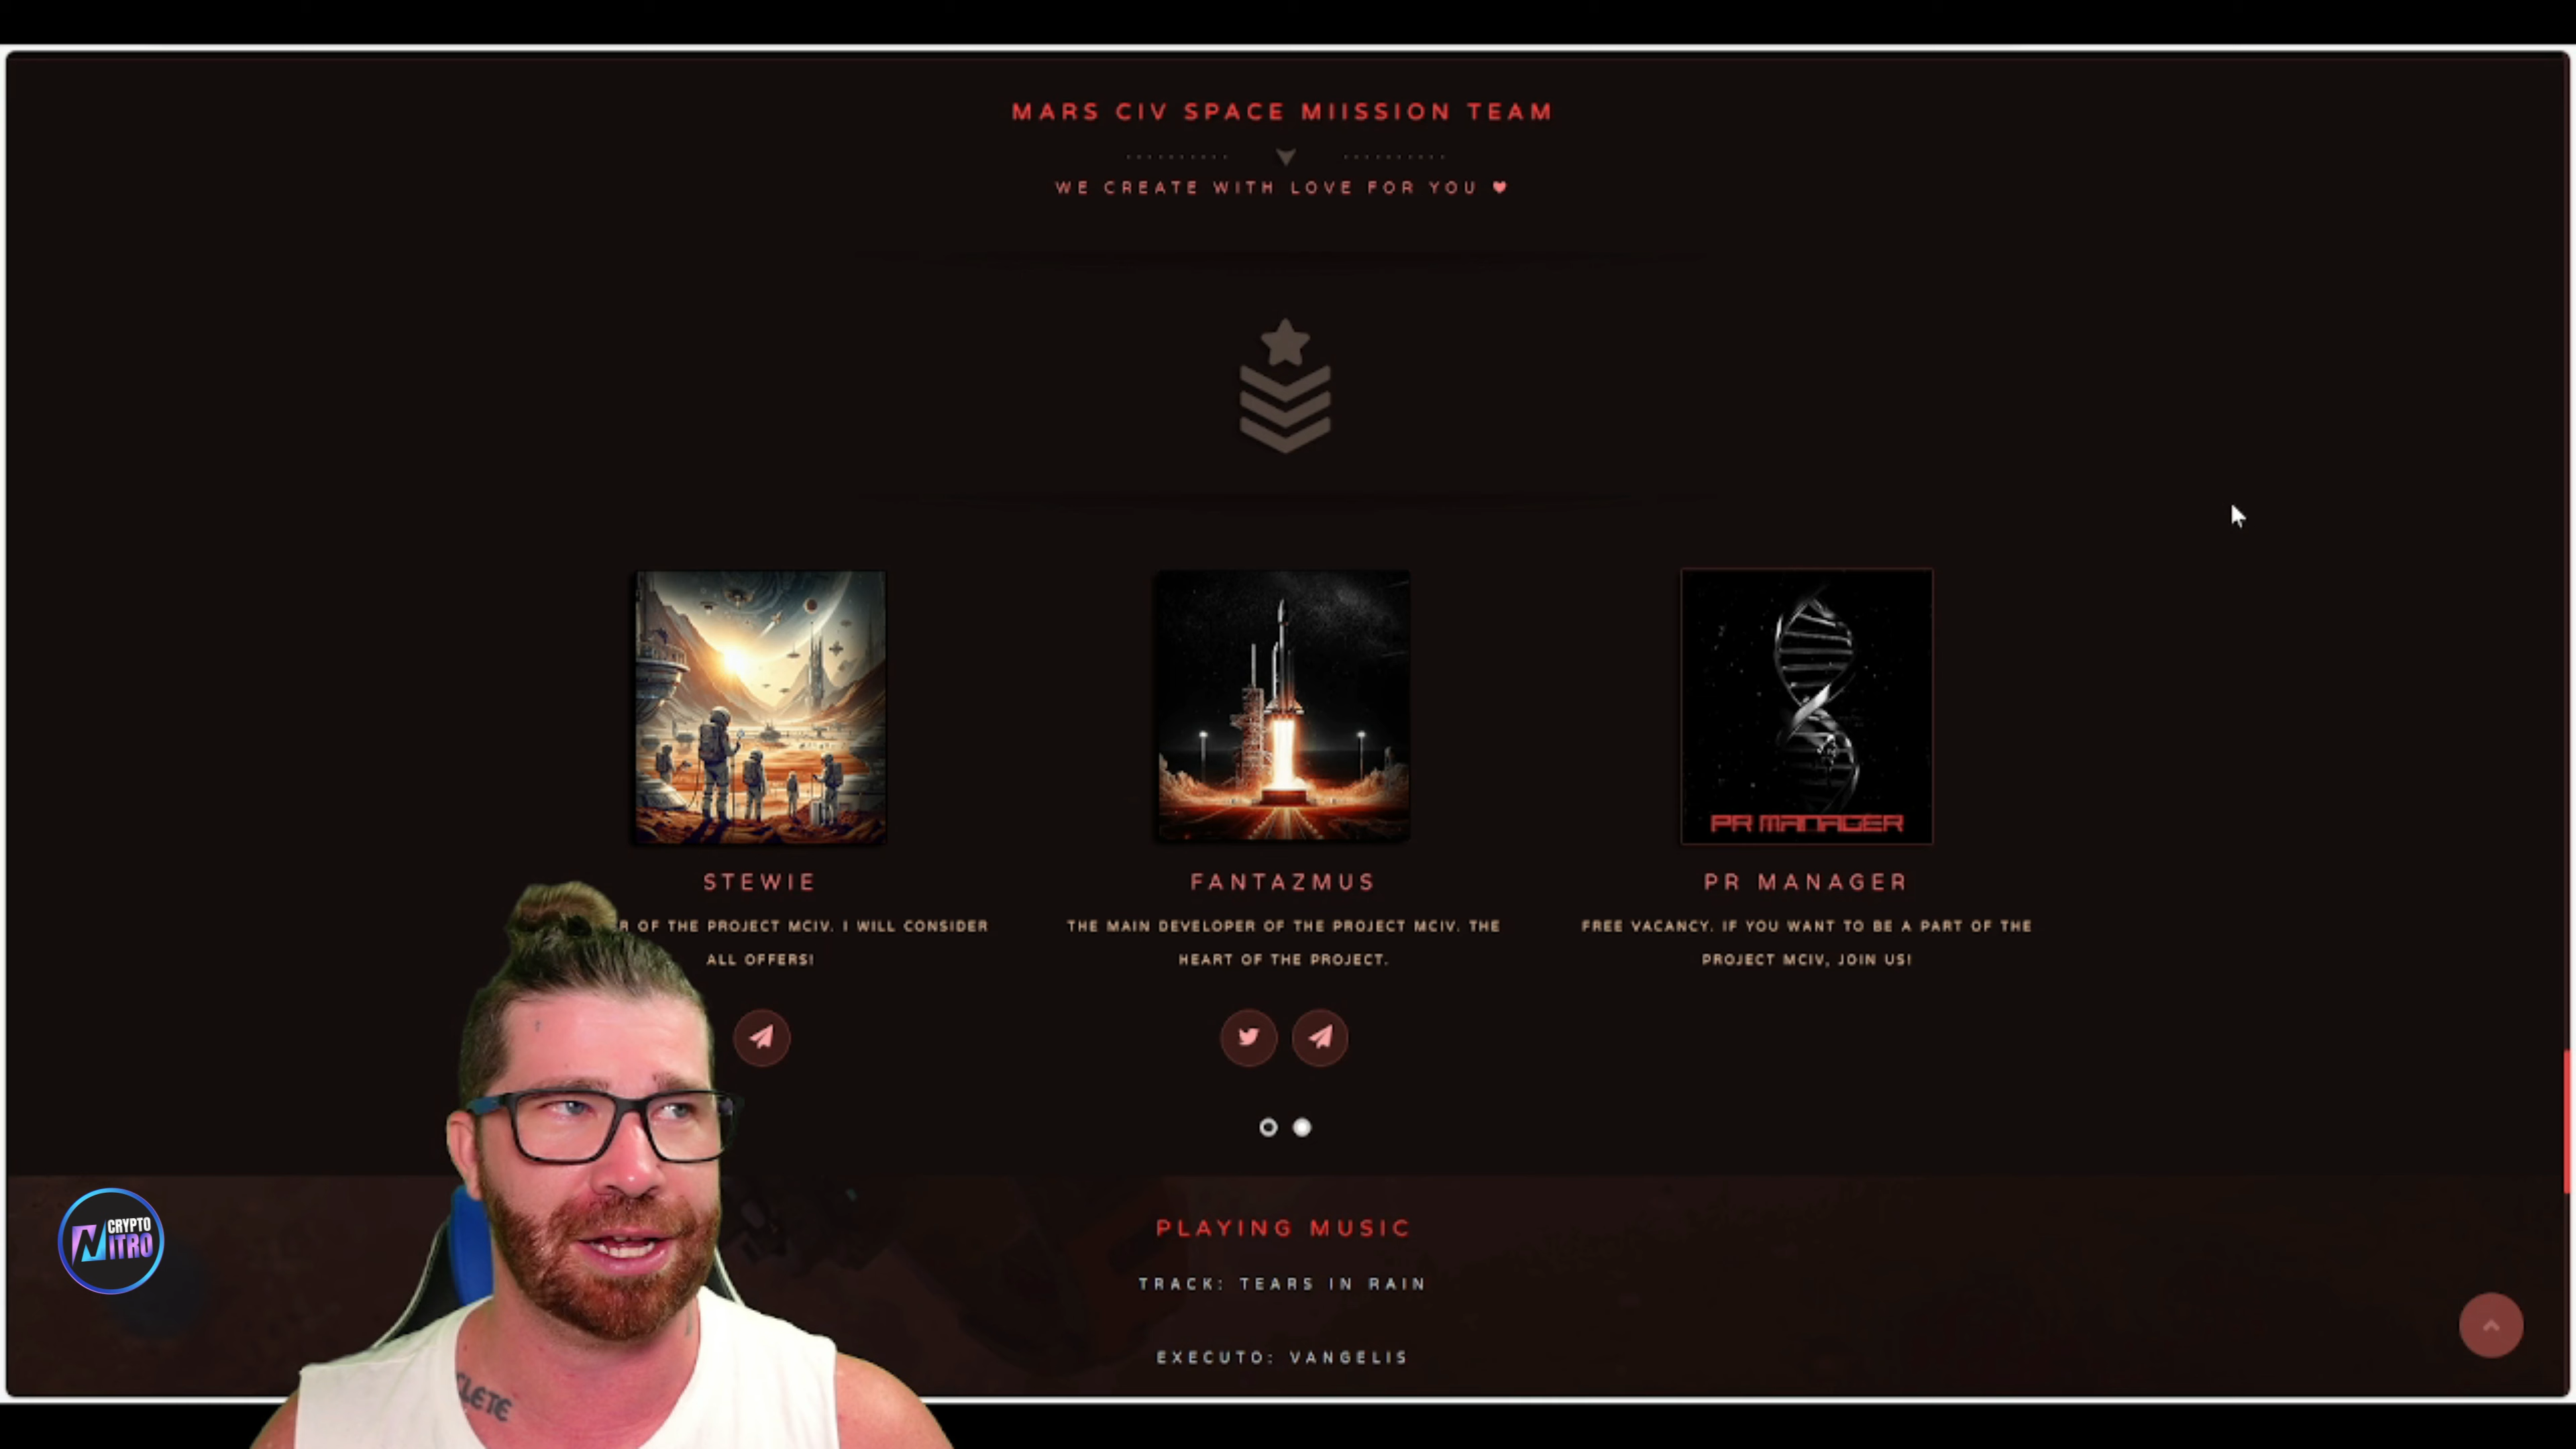 MARS CIV SPACE MIISSION TEAM
WE CREATE WITH LOVE FOR YOU
PR MANAGER
STEWIE
FANTAZMUS
PR MANAGER
R OF THE PROJECT MCIV. I WILL CONSIDER
ALL OFFERS!
THE MAIN DEVELOPER OF THE PROJECT MCIV. THE
HEART OF THE PROJECT.
FREE VACANCY. IF YOU WANT TO BE A PART OF THE
PROJECT MCIV, JOIN US!
CRYPTO
NITRO
PLAYING MUSIC
TRACK: TEARS IN RAIN
EXECUTO: VANGELIS
LETE